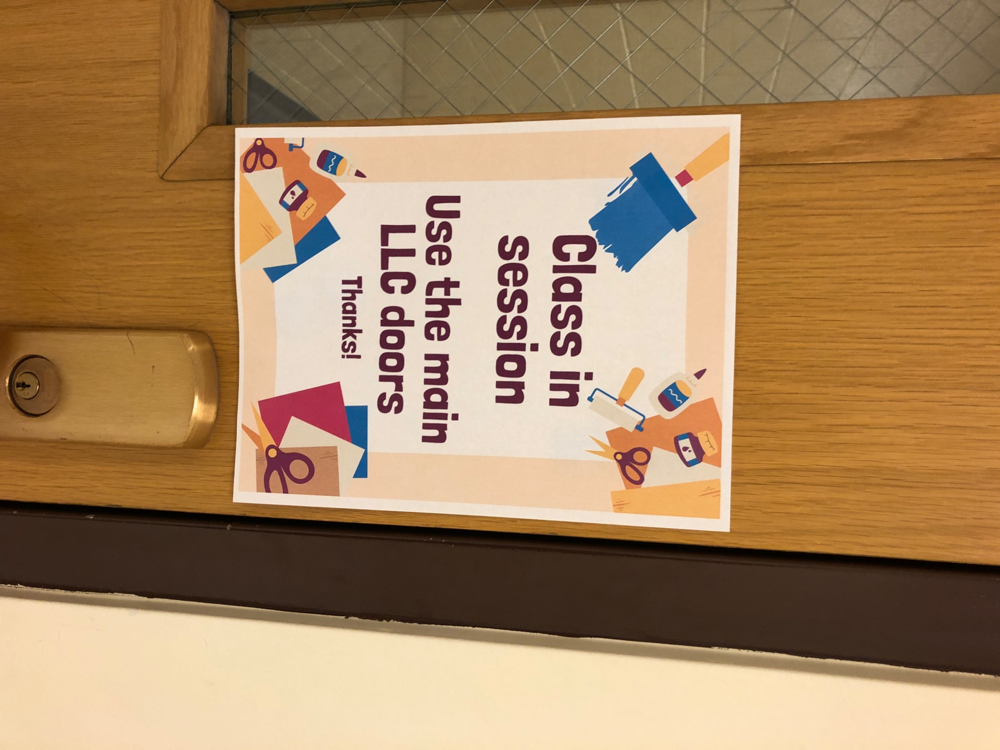 Class in
session
Use the main
LLC doors
Thanks!